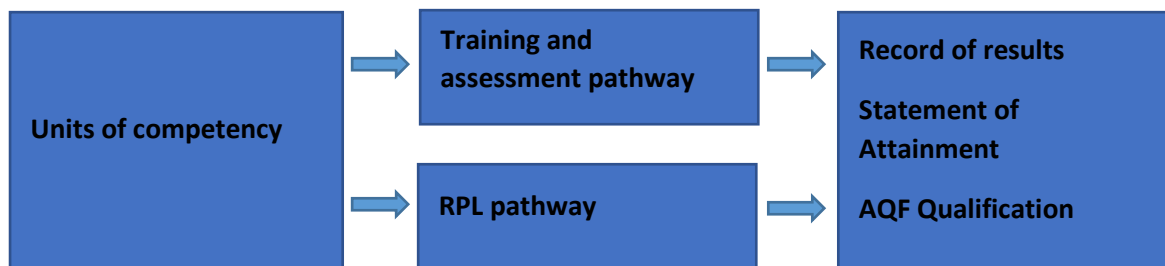 Units of competency
Training and
assessment pathway
RPL pathway
Record of results
Statement of
Attainment
AQF Qualification